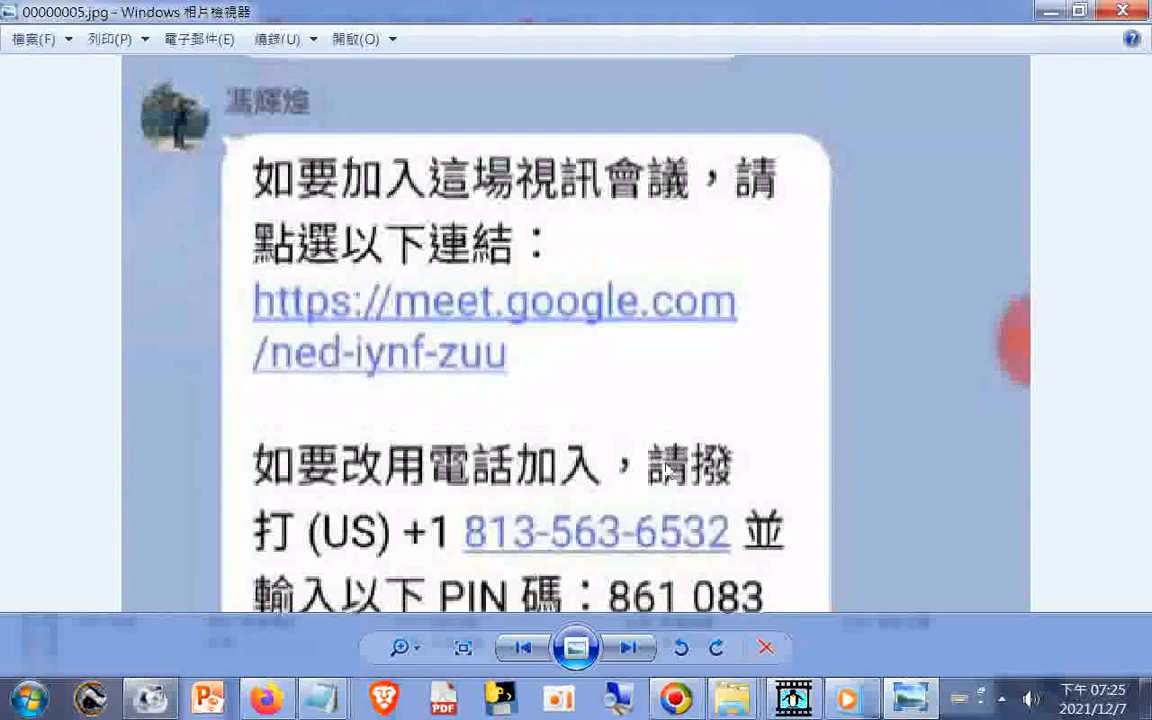 00000005.jpg - Windows 相片檢視器
檔案(F) 列印(P) 電子郵件(E) 燒錄(U) 開啟(O)
馮輝煌
如要加入這場視訊會議，請
點選以下連結：
https://meet.google.com
/ned-iynf-zuu
如要改用電話加入，請撥
打 (US) +1 813-563-6532 並
輸入以下 PIN 碼：861 083
PDF
下午 07:25
2021/12/7